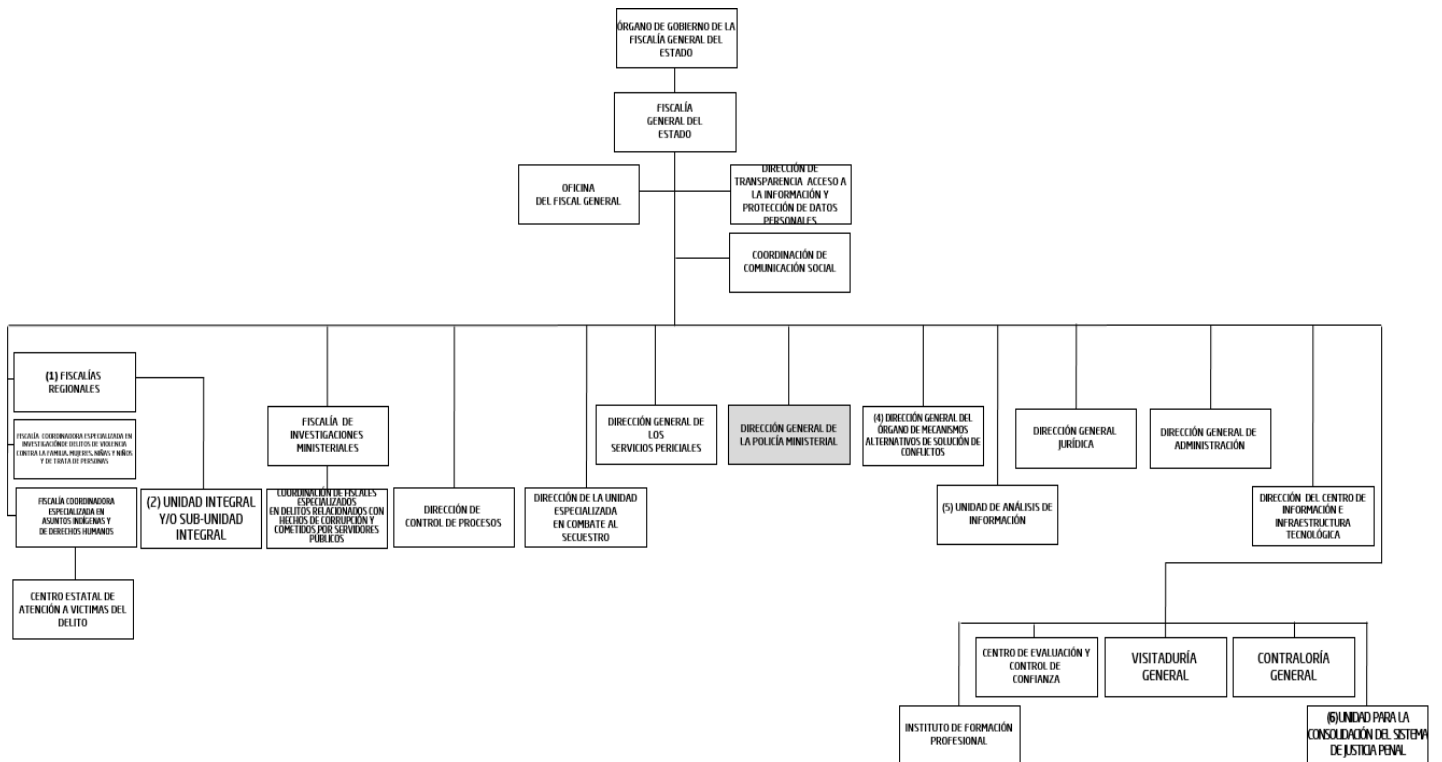 ÓRGANO DE GOBIERNO DE LA
FISCALÍA GENERAL DEL
ESTADO
FISCALÍA
GENERAL DEL
ESTADO
OFICINA
DEL FISCAL GENERAL
DIRECCIÓN DE
TRANSPARENCIA ACCESO A
LA INFORMACIÓN Y
PROTECCIÓN DE DATOS
PERSONALES
COORDINACIÓN DE
COMUNICACIÓN SOCIAL
(1) FISCALÍAS
REGIONALES
FISCALÍA COORDINADORA ESPECIALIZADA EN
INVESTIGACIÓNDE DELITOS DE VIOLENCIA
CONTRA LA FAMILIA, MUJERES, NIÑAS Y NIÑOS
Y DE TRATA DE PERSONAS
FISCALÍA COORDINADORA
ESPECIALIZADA EN
ASUNTOS INDÍGENAS Y
DE DERECHOS HUMANOS
CENTRO ESTATAL DE
ATENCIÓN A VICTIMAS DEL
DELITO
(2) UNIDAD INTEGRAL
Y/O SUB-UNIDAD
INTEGRAL
FISCALÍA DE
INVESTIGACIONES
MINISTERIALES
COORDINACIÓN DE FISCALES
ESPECIALIZADOS
EN DELITOS RELACIONADOS CON
HECHOS DE CORRUPCIÓN Y
COMETIDOS POR SERVIDORES
PÚBLICOS
DIRECCIÓN DE
CONTROL DE PROCESOS
DIRECCIÓN DE LA UNIDAD
ESPECIALIZADA
EN COMBATE AL
SECUESTRO
DIRECCIÓN GENERAL DE
LOS
SERVICIOS PERICIALES
DIRECCIÓN GENERAL DE
LA POLICÍA MINISTERIAL
(4) DIRECCIÓN GENERAL DEL
ÓRGANO DE MECANISMOS
ALTERNATIVOS DE SOLUCIÓN DE
CONFLICTOS
(5) UNIDAD DE ANÁLISIS DE
INFORMACIÓN
DIRECCIÓN GENERAL
JURÍDICA
DIRECCIÓN GENERAL DE
ADMINISTRACIÓN
DIRECCIÓN DEL CENTRO DE
INFORMACIÓN E
INFRAESTRUCTURA
TECNOLÓGICA
INSTITUTO DE FORMACIÓN
PROFESIONAL
CENTRO DE EVALUACIÓN Y
CONTROL DE
CONFIANZA
VISITADURÍA
GENERAL
CONTRALORÍA
GENERAL
(6)UNIDAD PARA LA
CONSOLIDACIÓN DEL SISTEMA
DE JUSTICIA PENAL